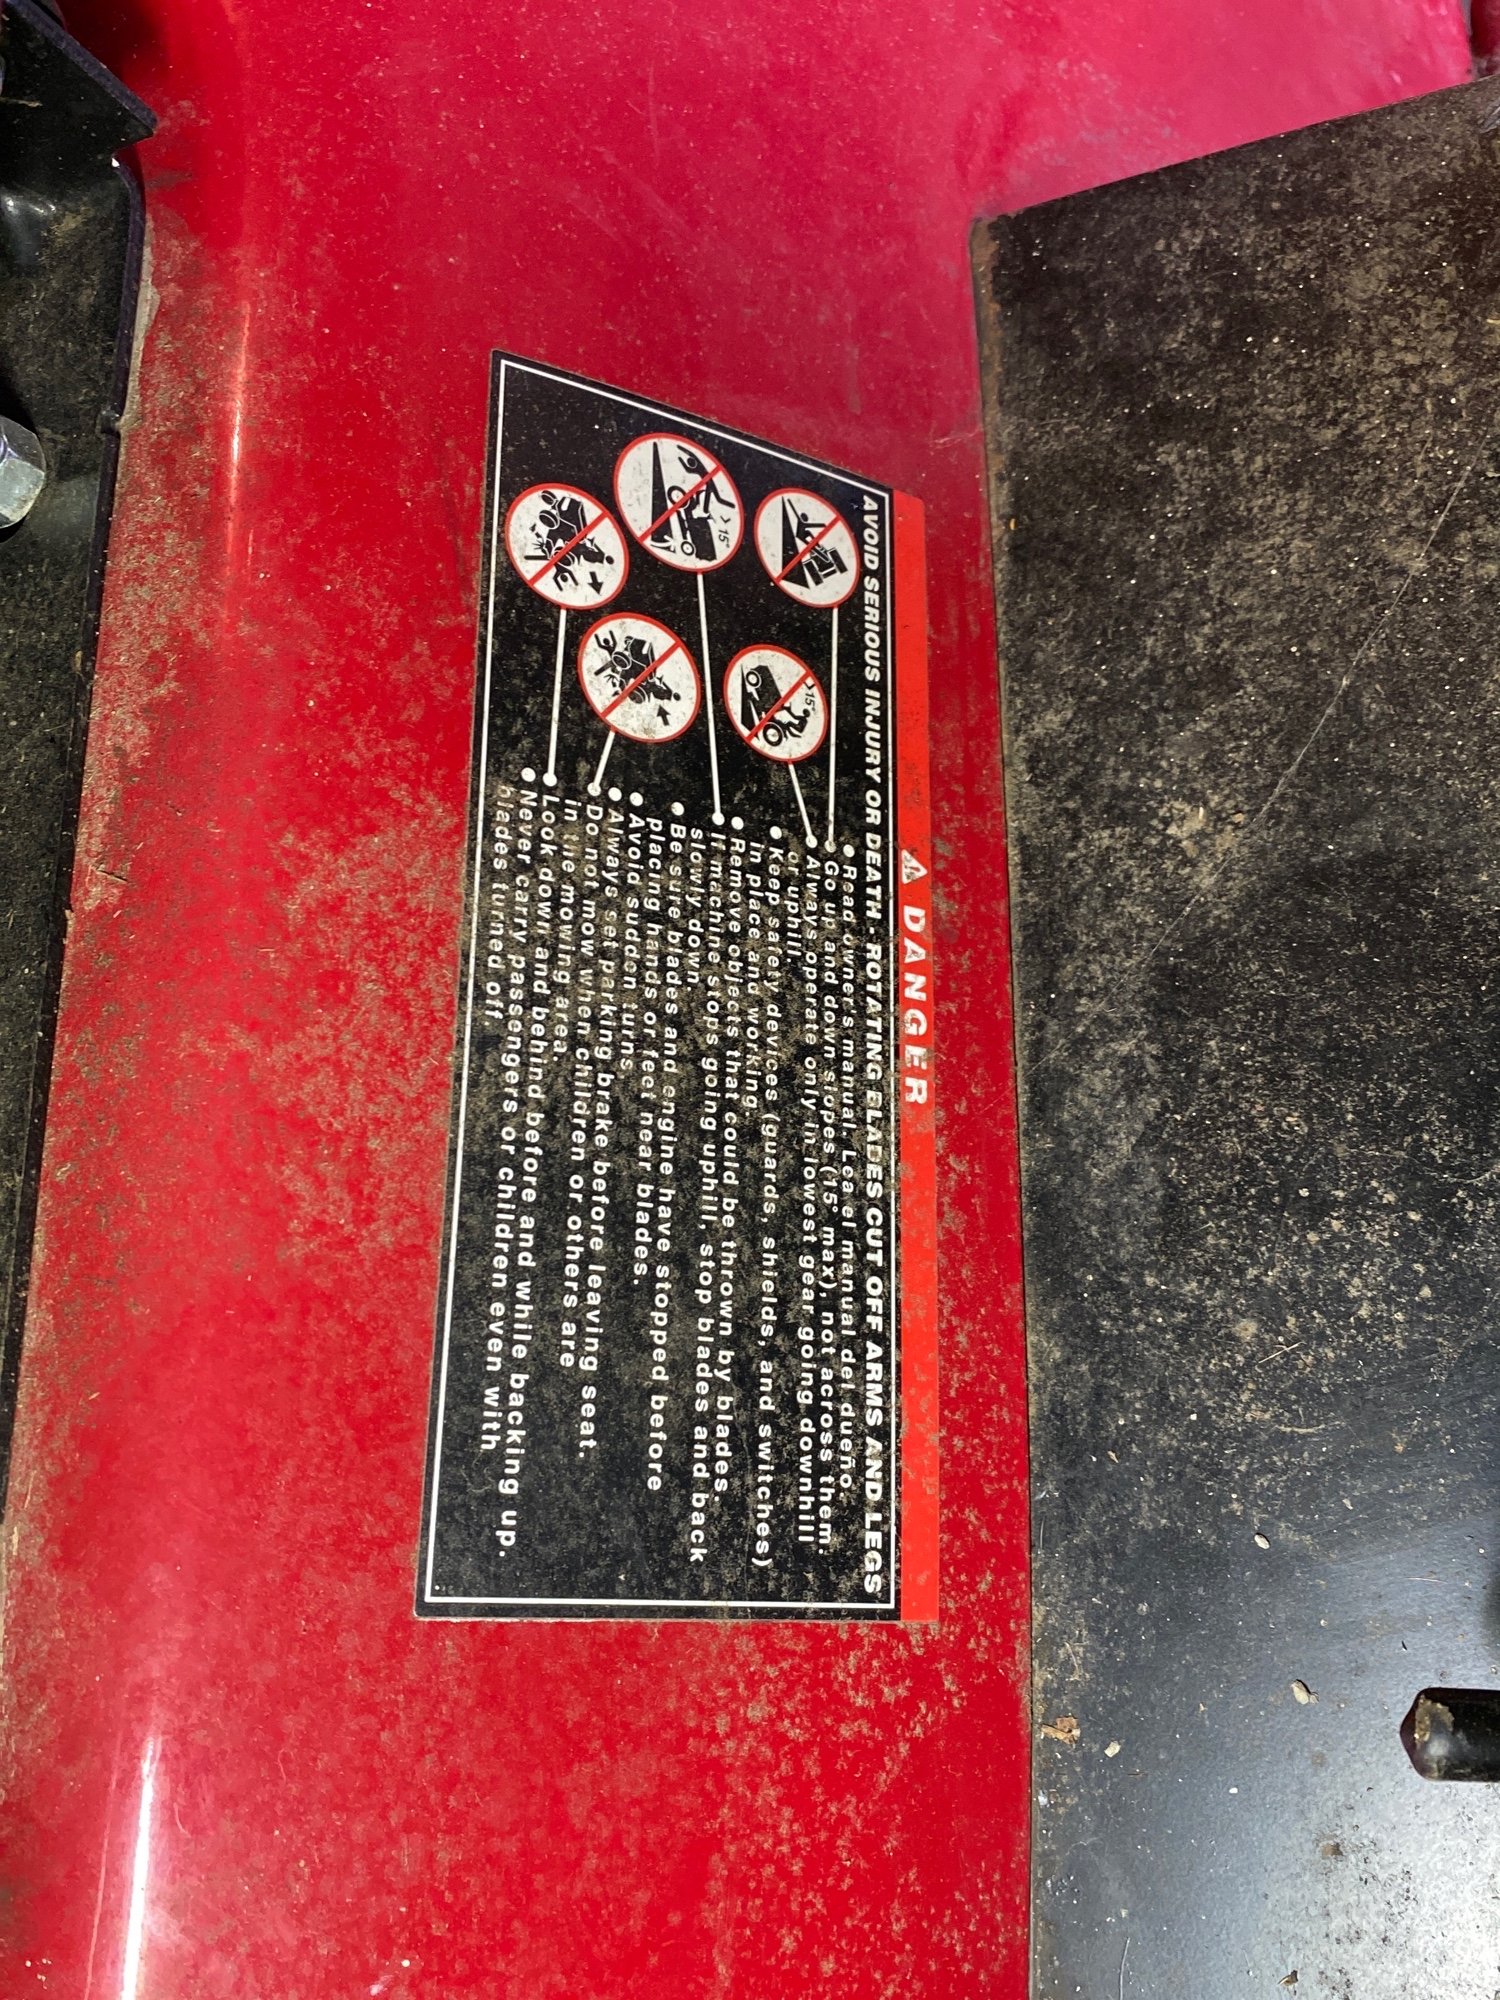 DANGER
AVOID SERIOUS INJURY OR DEATH - ROTATING BLADES CUT OFF ARMS AND LEGS
● Read owner's manual. Lea el manual del dueño.
● Go up and down slopes (15° max), not across them.
● Always operate only in lowest gear going downhill
or uphill.
● Keep safety devices (guards, shields, and switches)
in place and working.
● Remove objects that could be thrown by blades.
● If machine stops going uphill, stop blades and back
slowly down.
● Be sure blades and engine have stopped before
placing hands or feet near blades.
● Avoid sudden turns.
● Always set parking brake before leaving seat.
● Do not mow when children or others are
in the mowing area.
● Look down and behind before and while backing up.
● Never carry passengers or children even with
blades turned off.
>15°
>15°